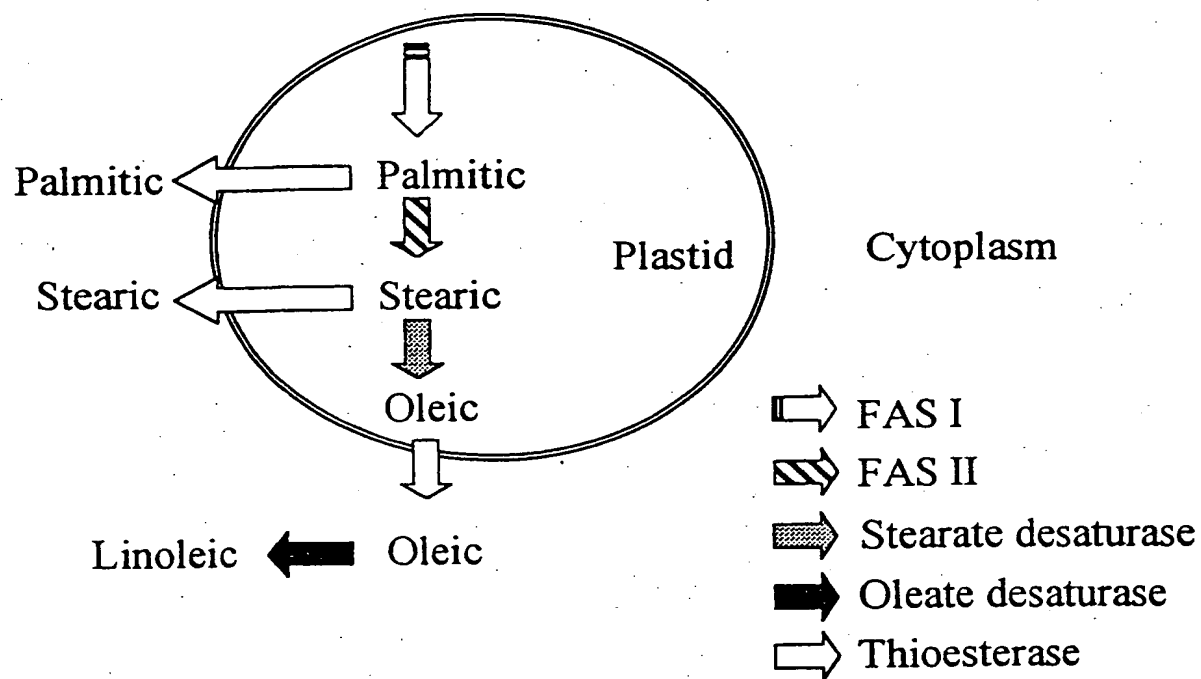 Palmitic
Palmitic
Plastid
Cytoplasm
Stearic
Stearic
Oleic
Linoleic
Oleic
FAS I
FAS II
Stearate desaturase
Oleate desaturase
Thioesterase